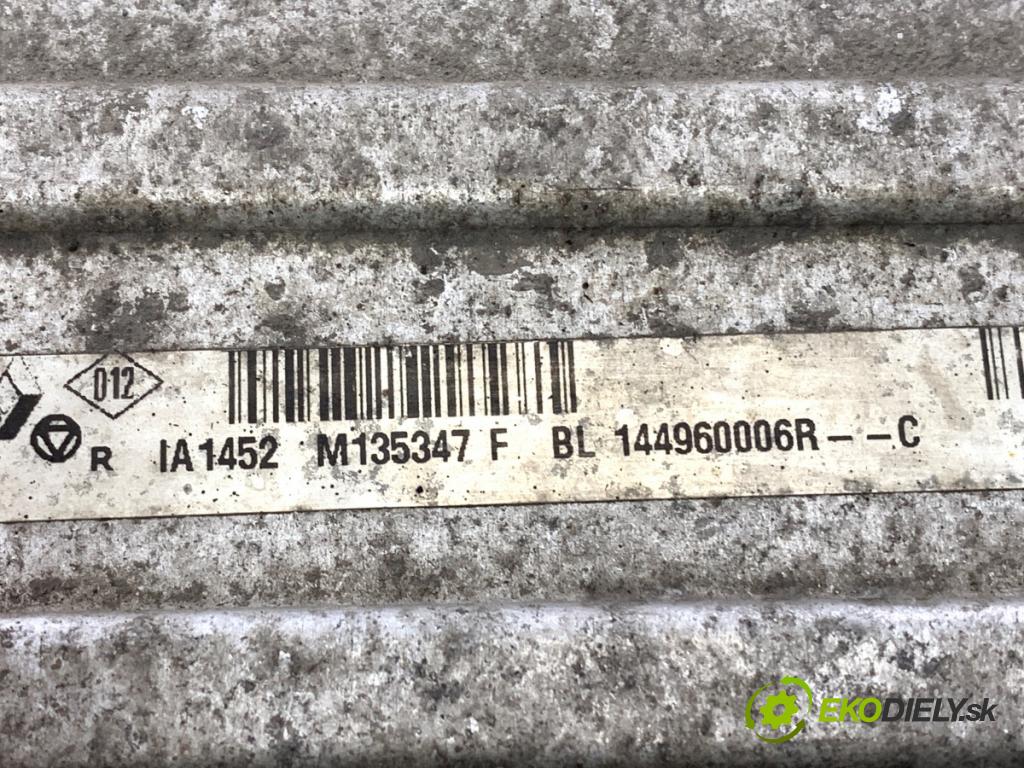 012
R IA1452 M135347 F BL 144960006R--C
EKODIELY.sk